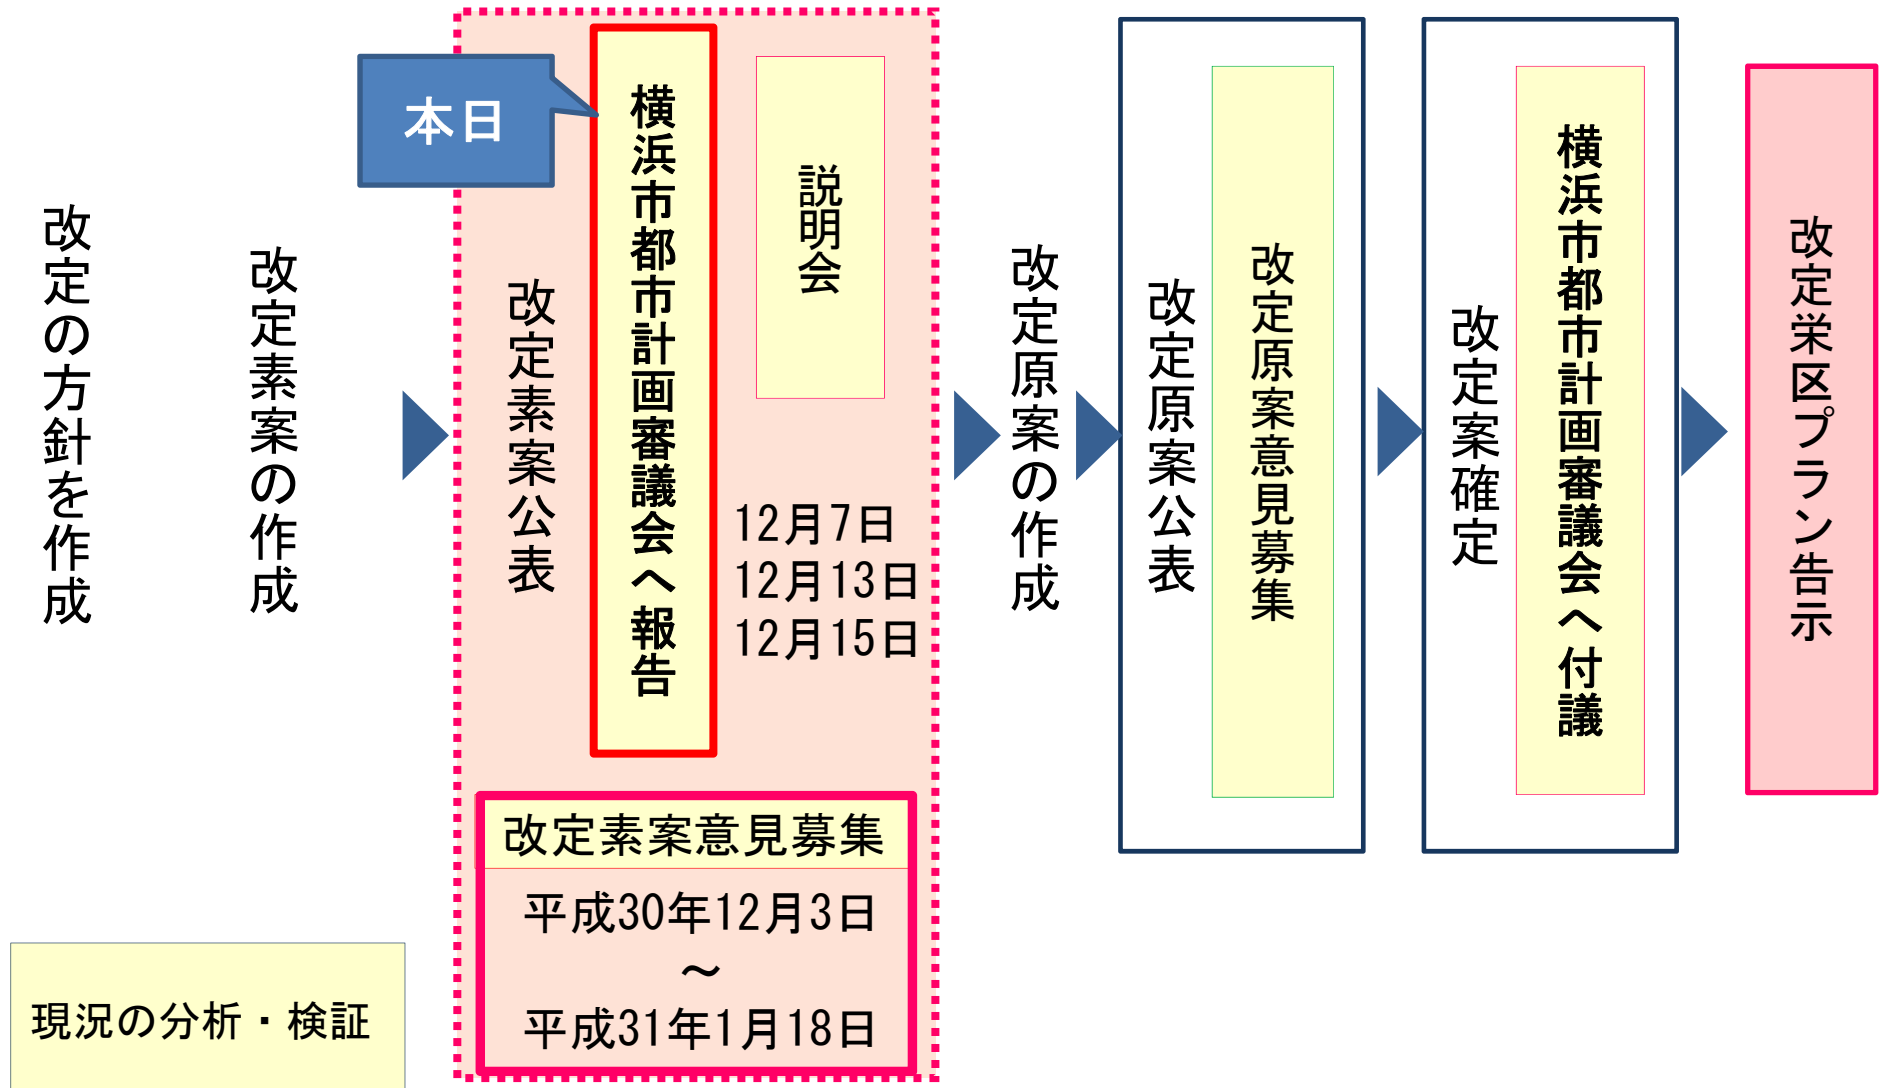 改定の方針を作成
改定素案の作成
本日
改定素案公表
横浜市都市計画審議会へ報告
説明会
12月7日
12月13日
12月15日
改定素案意見募集
平成30年12月3日
～
平成31年1月18日
改定原案の作成
改定原案公表
改定原案意見募集
改定案確定
横浜市都市計画審議会へ付議
改定栄区プラン告示
現況の分析・検証